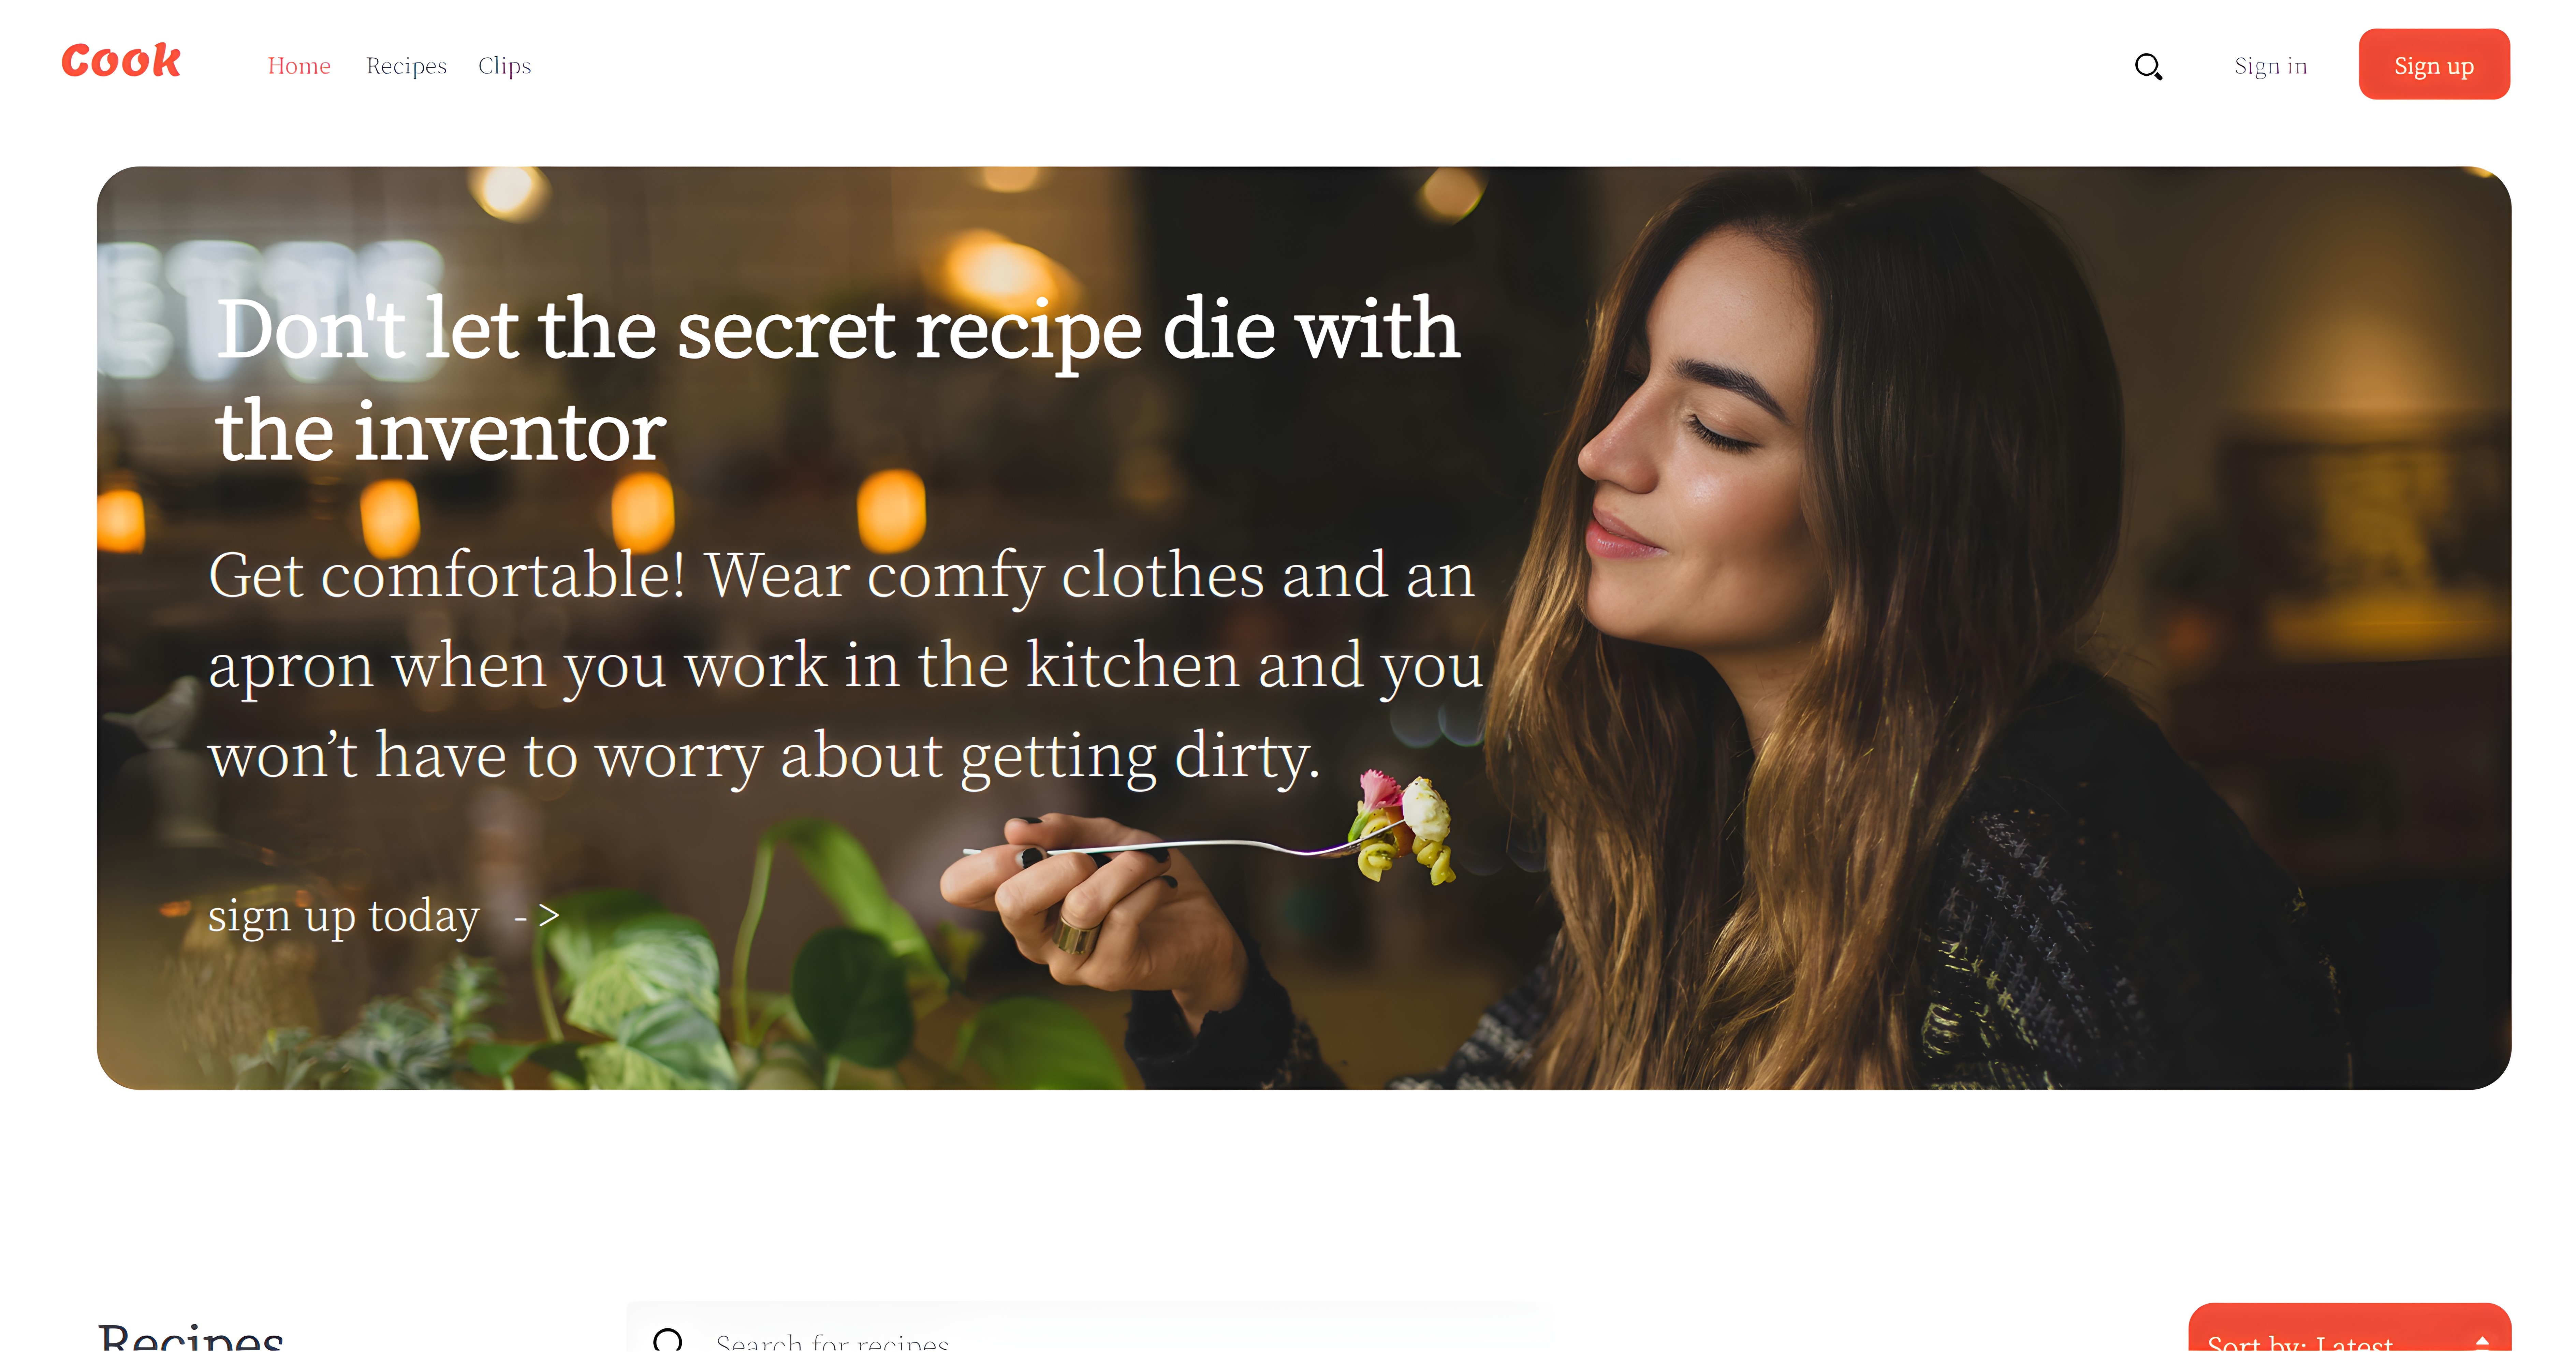 Cook
Home Recipes Clips
Sign in
Sign up
Don't let the secret recipe die with
the inventor
Get comfortable! Wear comfy clothes and an
apron when you work in the kitchen and you
won’t have to worry about getting dirty.
sign up today ->
Recipes
Search for recipes
Sort by: Latest